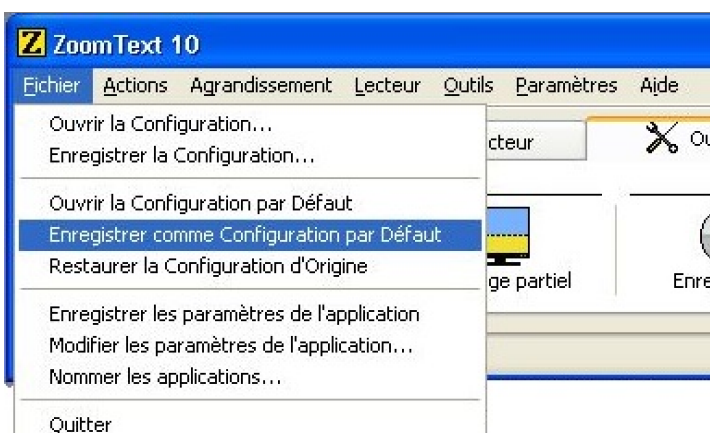 Z ZoomText 10
Fichier Actions Agrandissement Lecteur Outils Paramètres Aide
Ouvrir la Configuration...
Enregistrer la Configuration...
Ouvrir la Configuration par Défaut
Enregistrer comme Configuration par Défaut
Restaurer la Configuration d'Origine
Enregistrer les paramètres de l'application
Modifier les paramètres de l'application...
Nommer les applications...
Quitter
cteur Ou
ge partiel Enre